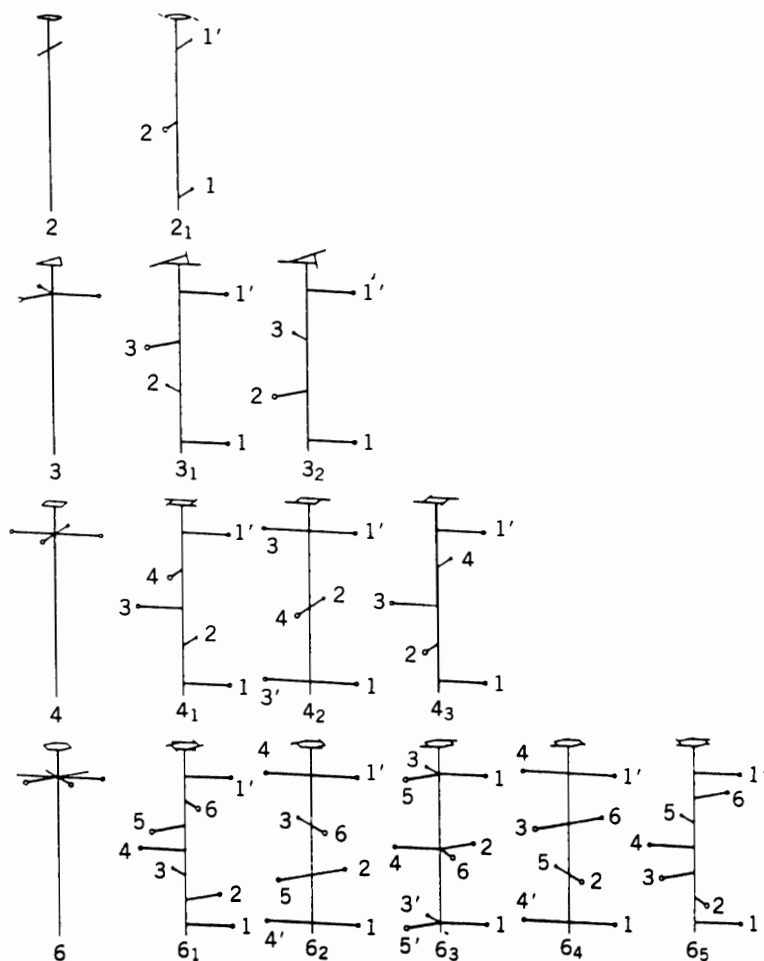 1′
2
1
2 2₁
1′ 1′
3 3
2 2
1 1
3 3₁ 3₂
3 1′ 1′ 1′
4 4
3 2 3
4
2 2
1 3′ 1 1
4 4₁ 4₂ 4₃
4 3 4
1′ 1′ 5 1 1′ 1′
6 6
5 3 6 3 6 5
4 4 2 4
3 2 6 5 3
2 5 2 2
1 4′ 1 3′ 5′ 1 4′ 1 1
6 6₁ 6₂ 6₃ 6₄ 6₅